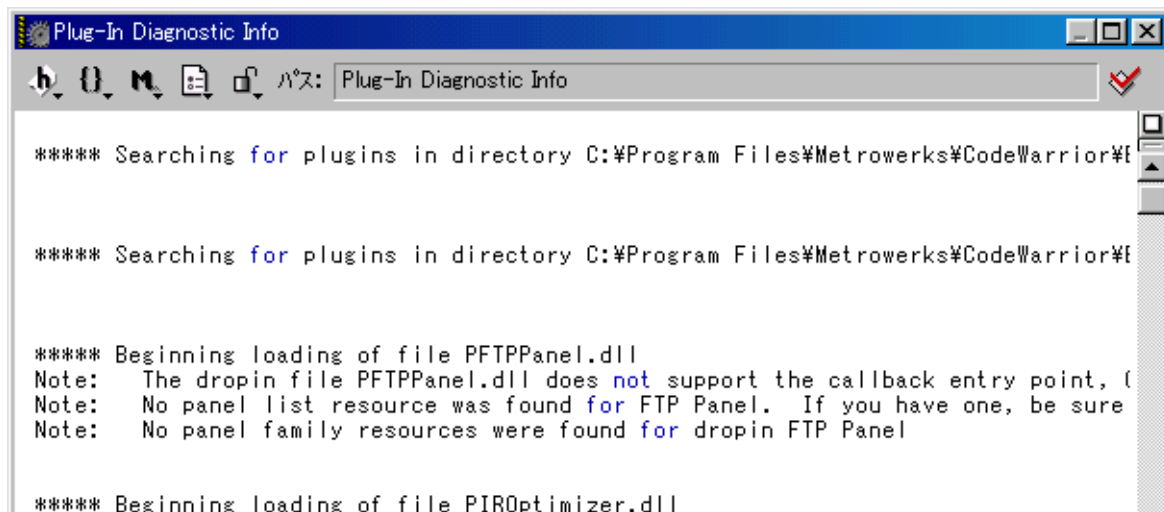 Plug-In Diagnostic Info
h {} M パス: Plug-In Diagnostic Info
***** Searching for plugins in directory C:¥Program Files¥Metrowerks¥CodeWarrior¥
***** Searching for plugins in directory C:¥Program Files¥Metrowerks¥CodeWarrior¥
***** Beginning loading of file PFTPPanel.dll
Note: The dropin file PFTPPanel.dll does not support the callback entry point,
Note: No panel list resource was found for FTP Panel. If you have one, be sure
Note: No panel family resources were found for dropin FTP Panel
***** Beginning loading of file PIROptimizer.dll